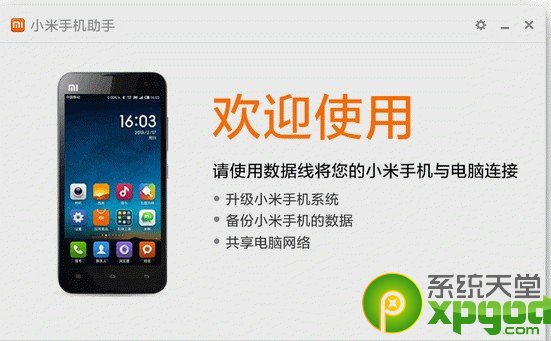 小米手机助手
欢迎使用
请使用数据线将您的小米手机与电脑连接
升级小米手机系统
备份小米手机的数据
共享电脑网络
16:03
系统天堂
xpgod